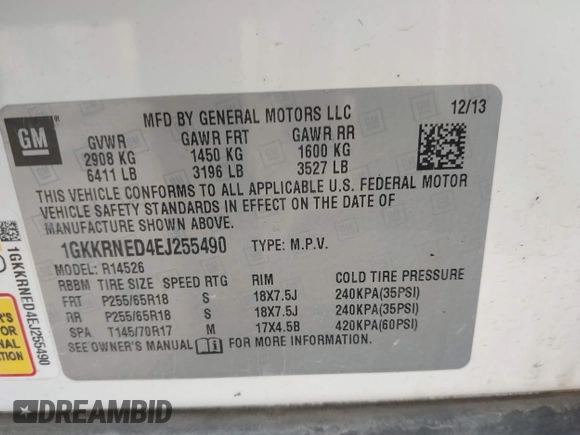 GM
MFD BY GENERAL MOTORS LLC
12/13
GVWR GAWR FRT GAWR RR
2908 KG 1450 KG 1600 KG
6411 LB 3196 LB 3527 LB
THIS VEHICLE CONFORMS TO ALL APPLICABLE U.S. FEDERAL MOTOR
VEHICLE SAFETY STANDARDS IN EFFECT ON THE DATE OF
MANUFACTURE SHOWN ABOVE.
1GKKRNED4EJ255490 TYPE: M.P.V.
MODEL: R14526
RBBM TIRE SIZE SPEED RTG RIM COLD TIRE PRESSURE
FRT P255/65R18 S 18X7.5J 240KPA(35PSI)
RR P255/65R18 S 18X7.5J 240KPA(35PSI)
SPA T145/70R17 M 17X4.5B 420KPA(60PSI)
SEE OWNER'S MANUAL FOR MORE INFORMATION.
1GKKRNED4EJ255490
DREAMBID